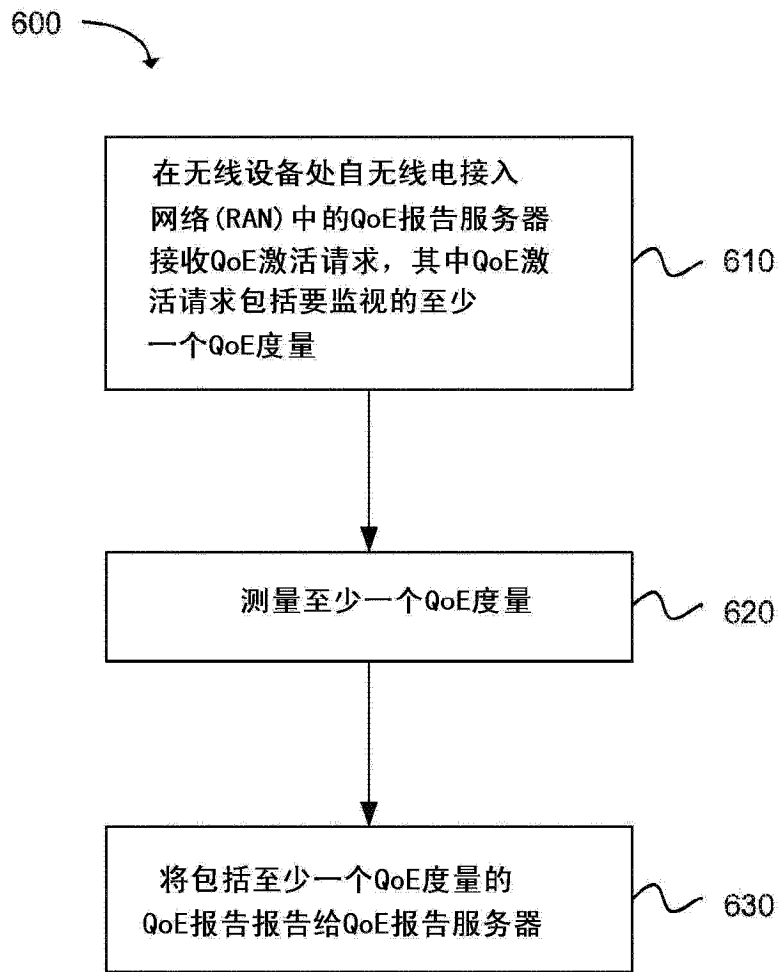 600
在无线设备处自无线电接入
网络(RAN)中的QoE报告服务器
接收QoE激活请求，其中QoE激
活请求包括要监视的至少
一个QoE度量
610
测量至少一个QoE度量
620
将包括至少一个QoE度量的
QoE报告报告给QoE报告服务器
630